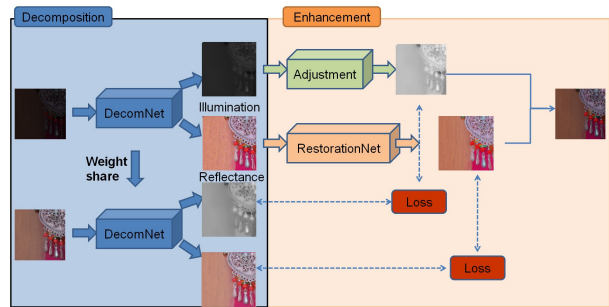 Decomposition
Enhancement
DecomNet
Illumination
Adjustment
Weight
share
Reflectance
RestorationNet
DecomNet
Loss
Loss